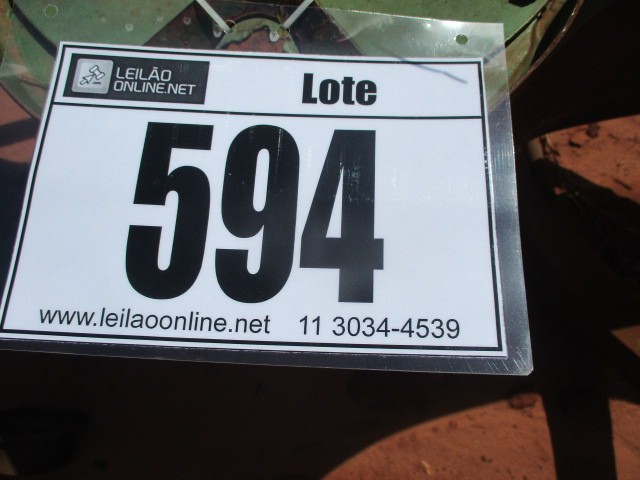 LEILÃO
ONLINE.NET
Lote
594
www.leilaoonline.net 11 3034-4539